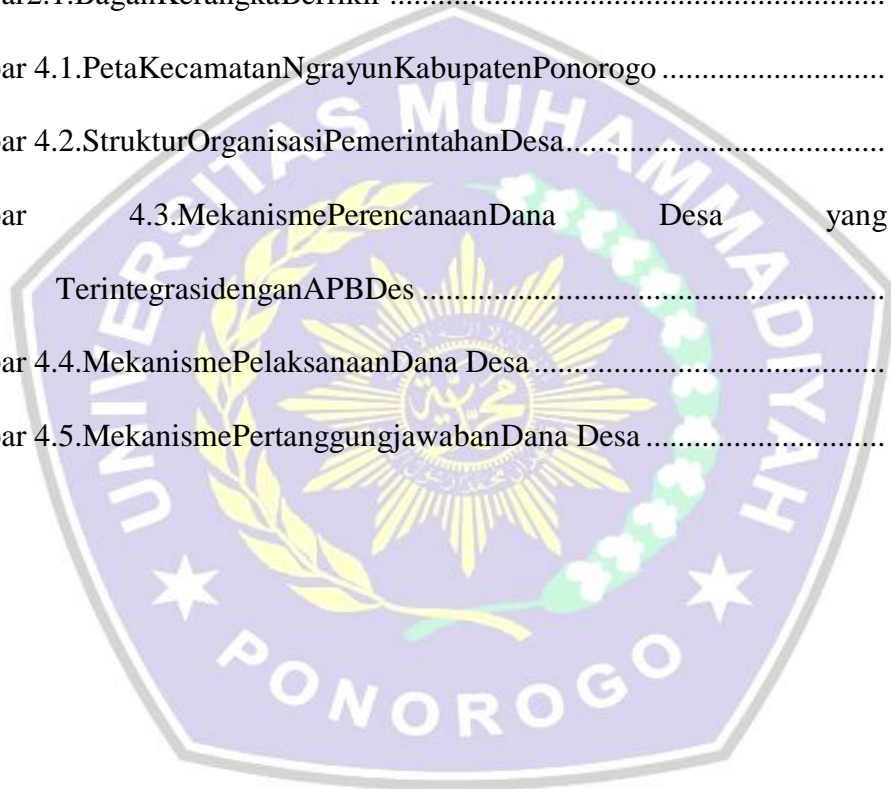 ar2.1.BaganKerangkaBerfikir ....................................................
ar 4.1.PetaKecamatanNgrayunKabupatenPonorogo ...........................
ar 4.2.StrukturOrganisasiPemerintahanDesa.....................................
ar 4.3.MekanismePerencanaanDana Desa yang
TerintegrasidenganAPBDes .....................................................
ar 4.4.MekanismePelaksanaanDana Desa ........................................
ar 4.5.MekanismePertanggungjawabanDana Desa ...........................
UNIVERSITAS MUHAMMADIYAH
PONOROGO